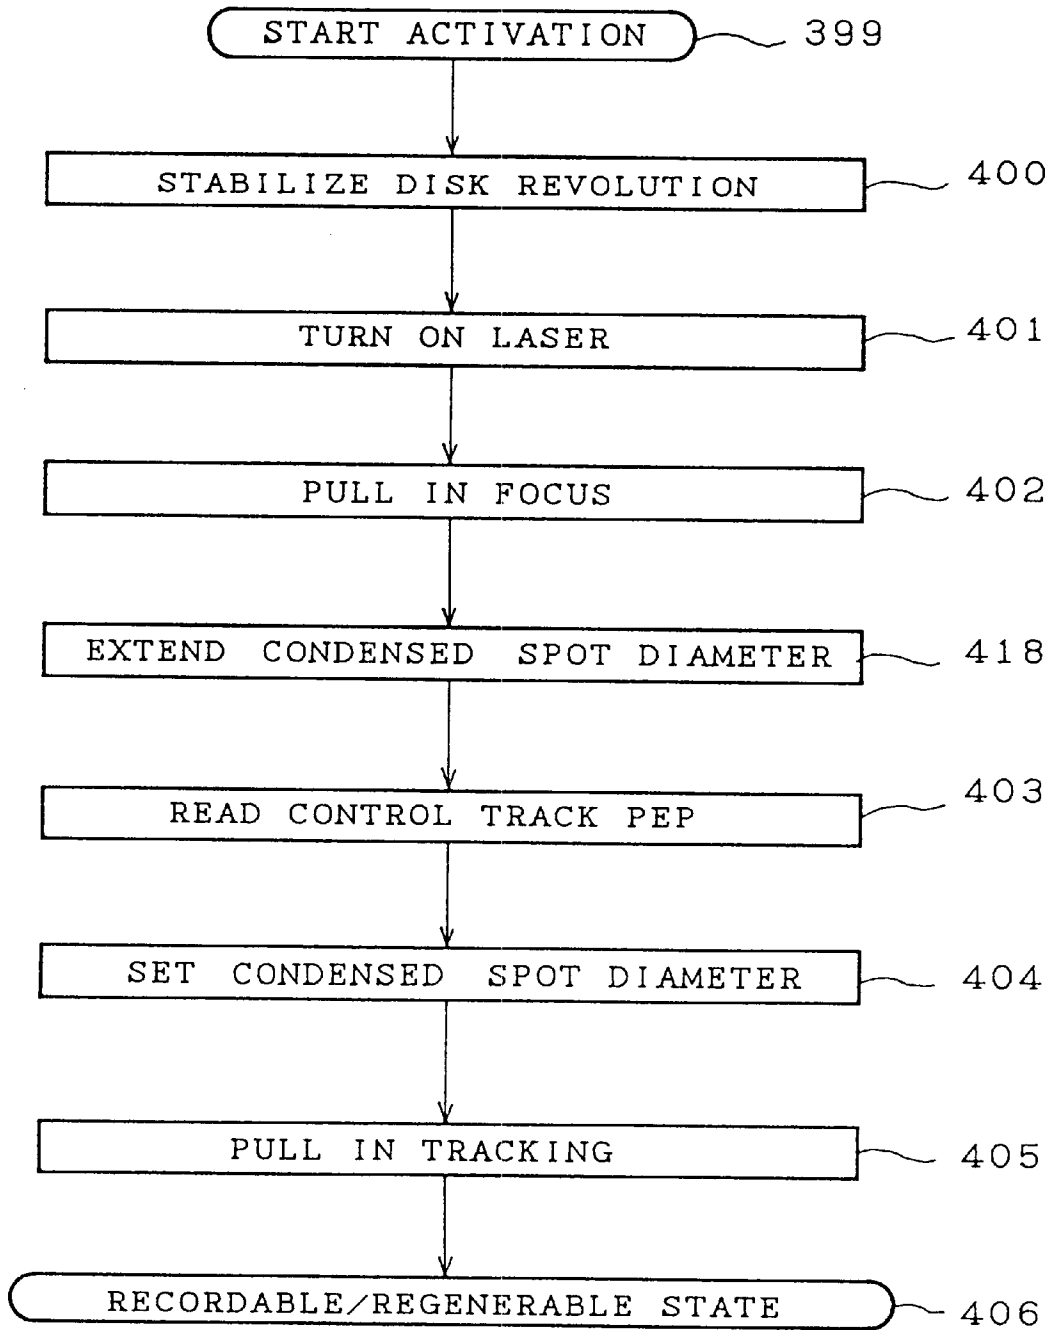 START ACTIVATION 399
STABILIZE DISK REVOLUTION 400
TURN ON LASER 401
PULL IN FOCUS 402
EXTEND CONDENSED SPOT DIAMETER 418
READ CONTROL TRACK PEP 403
SET CONDENSED SPOT DIAMETER 404
PULL IN TRACKING 405
RECORDABLE/REGENERABLE STATE 406